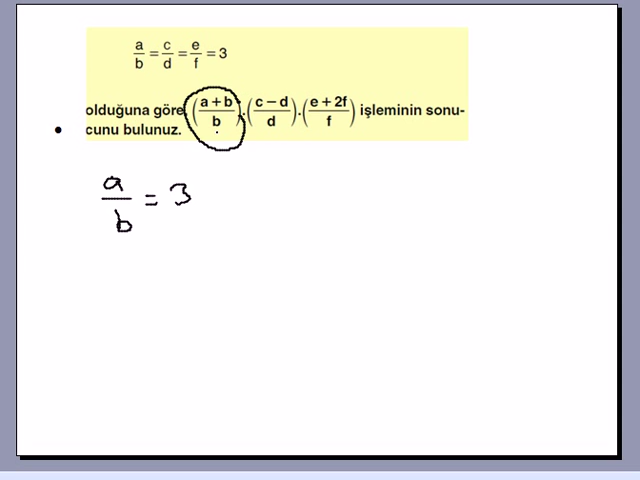 a/b = c/d = e/f = 3
olduğuna göre, ((a + b)/b).((c − d)/d).((e + 2f)/f) işleminin sonu-
cunu bulunuz.
a/b = 3